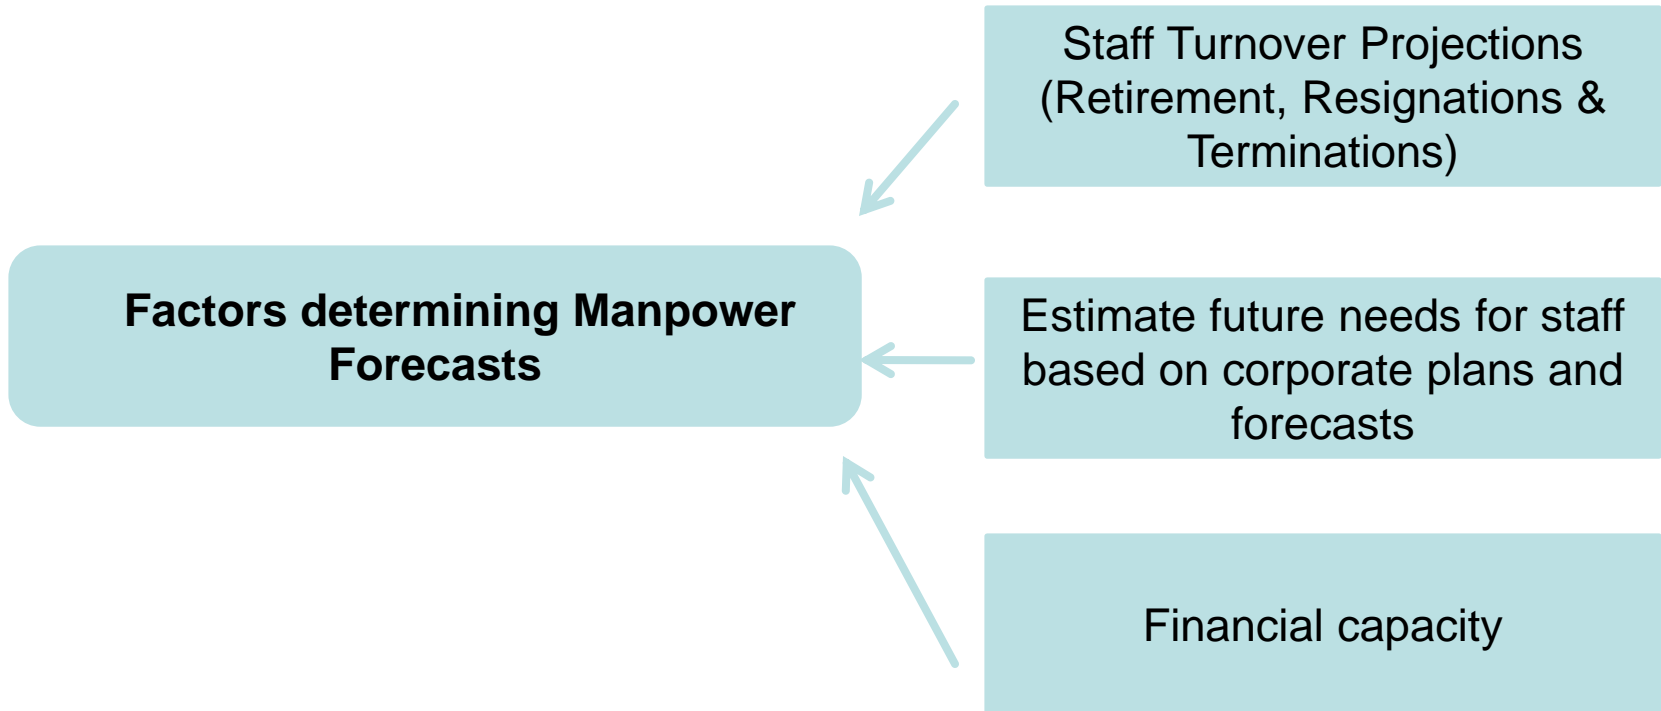 Staff Turnover Projections
(Retirement, Resignations &
Terminations)
Factors determining Manpower
Forecasts
Estimate future needs for staff
based on corporate plans and
forecasts
Financial capacity